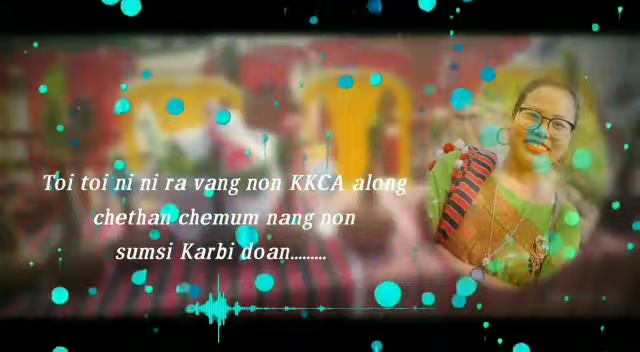 Toi toi ni ni ra vang non KKCA along
chethan chemum nang non
sumsi Karbi doan.........